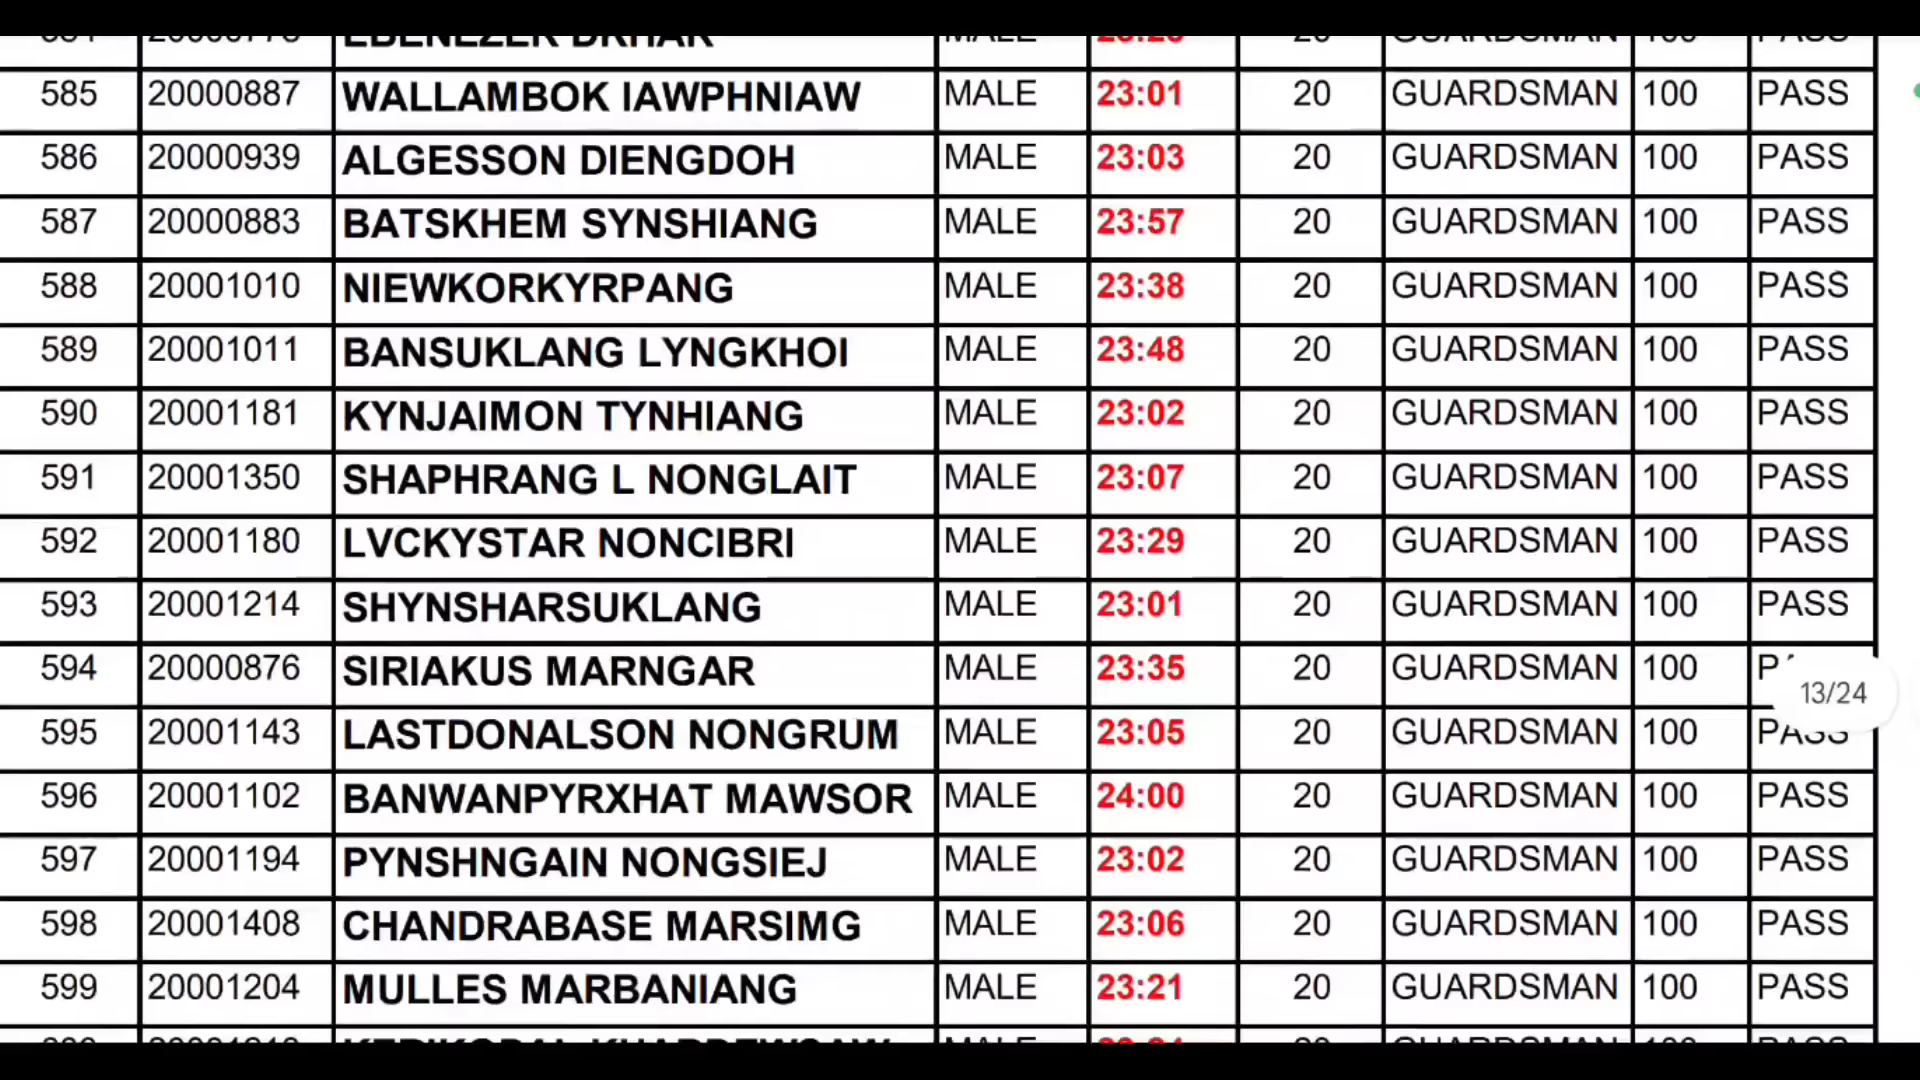 585 20000887 WALLAMBOK IAWPHNIAW MALE 23:01 20 GUARDSMAN 100 PASS
586 20000939 ALGESSON DIENGDOH MALE 23:03 20 GUARDSMAN 100 PASS
587 20000883 BATSKHEM SYNSHIANG MALE 23:57 20 GUARDSMAN 100 PASS
588 20001010 NIEWKORKYRPANG MALE 23:38 20 GUARDSMAN 100 PASS
589 20001011 BANSUKLANG LYNGKHOI MALE 23:48 20 GUARDSMAN 100 PASS
590 20001181 KYNJAIMON TYNHIANG MALE 23:02 20 GUARDSMAN 100 PASS
591 20001350 SHAPHRANG L NONGLAIT MALE 23:07 20 GUARDSMAN 100 PASS
592 20001180 LVCKYSTAR NONCIBRI MALE 23:29 20 GUARDSMAN 100 PASS
593 20001214 SHYNSHARSUKLANG MALE 23:01 20 GUARDSMAN 100 PASS
594 20000876 SIRIAKUS MARNGAR MALE 23:35 20 GUARDSMAN 100
13/24
595 20001143 LASTDONALSON NONGRUM MALE 23:05 20 GUARDSMAN 100 PASS
596 20001102 BANWANPYRXHAT MAWSOR MALE 24:00 20 GUARDSMAN 100 PASS
597 20001194 PYNSHNGAIN NONGSIEJ MALE 23:02 20 GUARDSMAN 100 PASS
598 20001408 CHANDRABASE MARSIMG MALE 23:06 20 GUARDSMAN 100 PASS
599 20001204 MULLES MARBANIANG MALE 23:21 20 GUARDSMAN 100 PASS